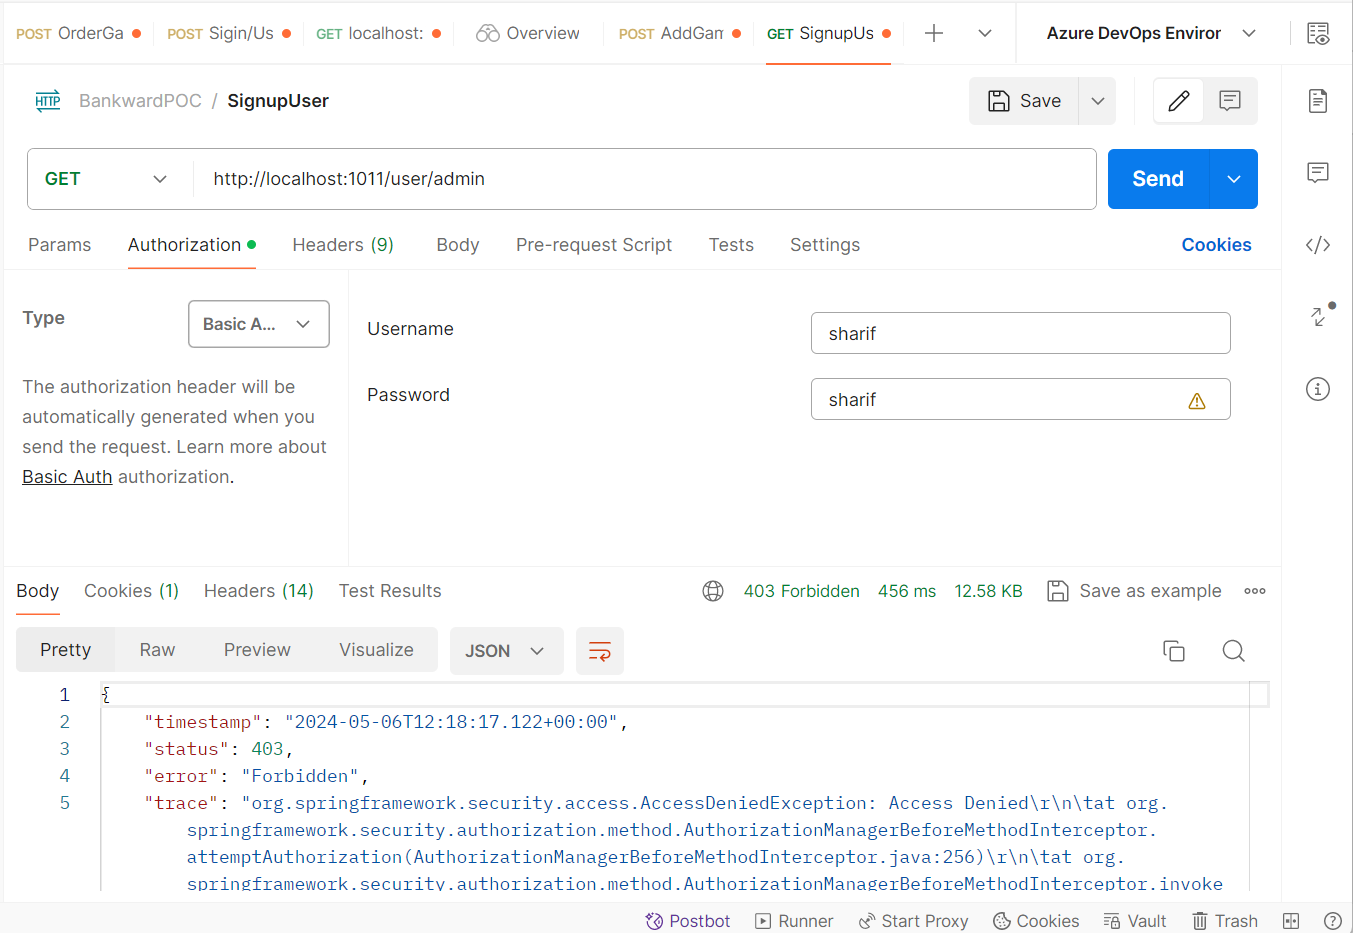 POST OrderGa POST Sigin/Us GET localhost: Overview POST AddGam GET SignupUs Azure DevOps Enviror
HTTP BankwardPOC / SignupUser Save
GET http://localhost:1011/user/admin Send
Params Authorization Headers (9) Body Pre-request Script Tests Settings Cookies
Type Basic A...
The authorization header will be
automatically generated when you
send the request. Learn more about
Basic Auth authorization.
Username sharif
Password sharif
Body Cookies (1) Headers (14) Test Results 403 Forbidden 456 ms 12.58 KB Save as example
Pretty Raw Preview Visualize JSON
1 {
2 "timestamp": "2024-05-06T12:18:17.122+00:00",
3 "status": 403,
4 "error": "Forbidden",
5 "trace": "org.springframework.security.access.AccessDeniedException: Access Denied\r\n\tat org.
springframework.security.authorization.method.AuthorizationManagerBeforeMethodInterceptor.
attemptAuthorization(AuthorizationManagerBeforeMethodInterceptor.java:256)\r\n\tat org.
springframework.security.authorization.method.AuthorizationManagerBeforeMethodInterceptor.invoke
Postbot Runner Start Proxy Cookies Vault Trash